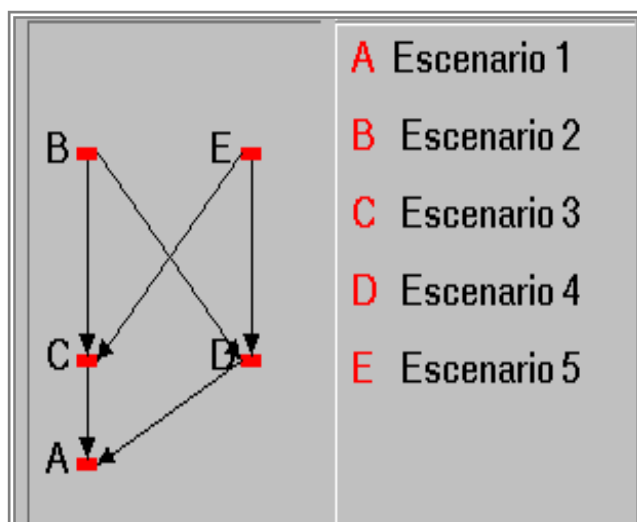 B E
C D
A
A Escenario 1
B Escenario 2
C Escenario 3
D Escenario 4
E Escenario 5